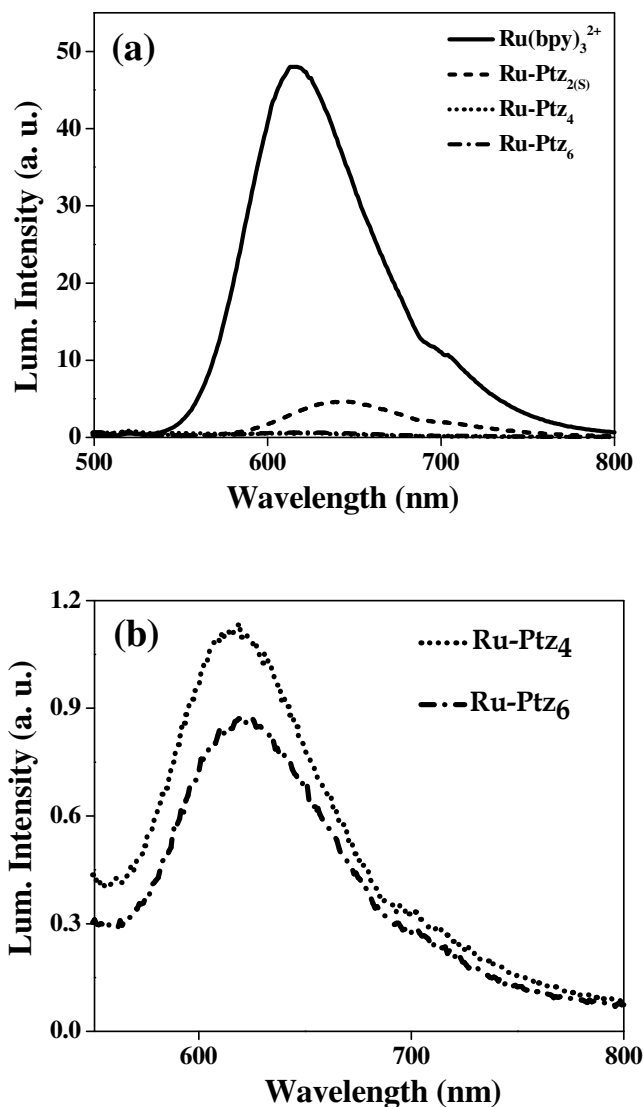 (a)
Ru(bpy)₃²⁺
Ru-Ptz₂₍S₎
Ru-Ptz₄
Ru-Ptz₆
50
40
30
20
10
0
Lum. Intensity (a. u.)
500 600 700 800
Wavelength (nm)
(b)
Ru-Ptz₄
Ru-Ptz₆
1.2
0.9
0.6
0.3
0.0
Lum. Intensity (a. u.)
600 700 800
Wavelength (nm)